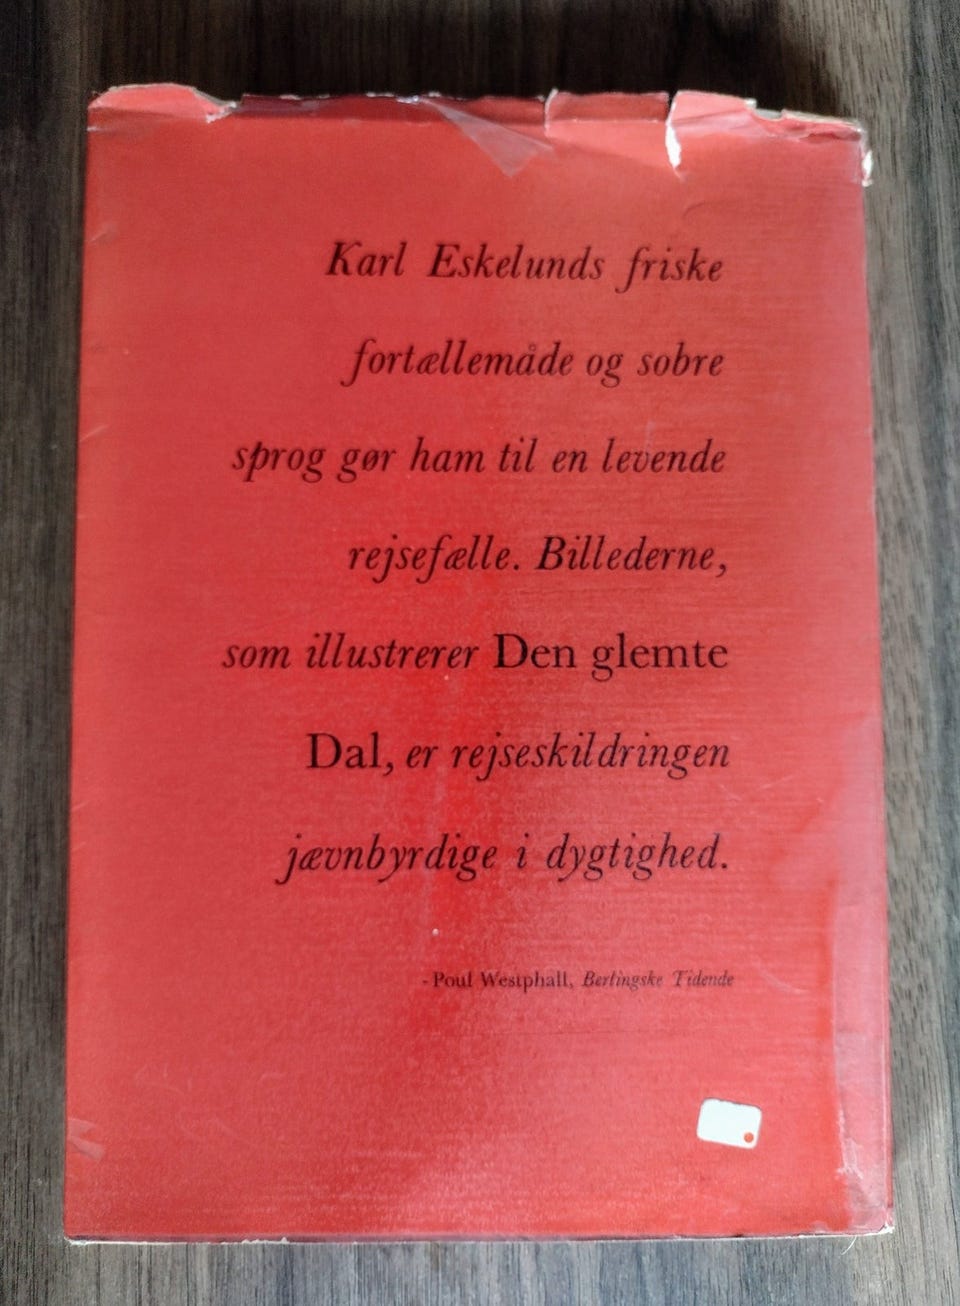 Karl Eskelunds friske
fortællemåde og sobre
sprog gør ham til en levende
rejsefælle. Billederne,
som illustrerer Den glemte
Dal, er rejseskildringen
jævnbyrdige i dygtighed.
- Poul Westphall, Berlingske Tidende